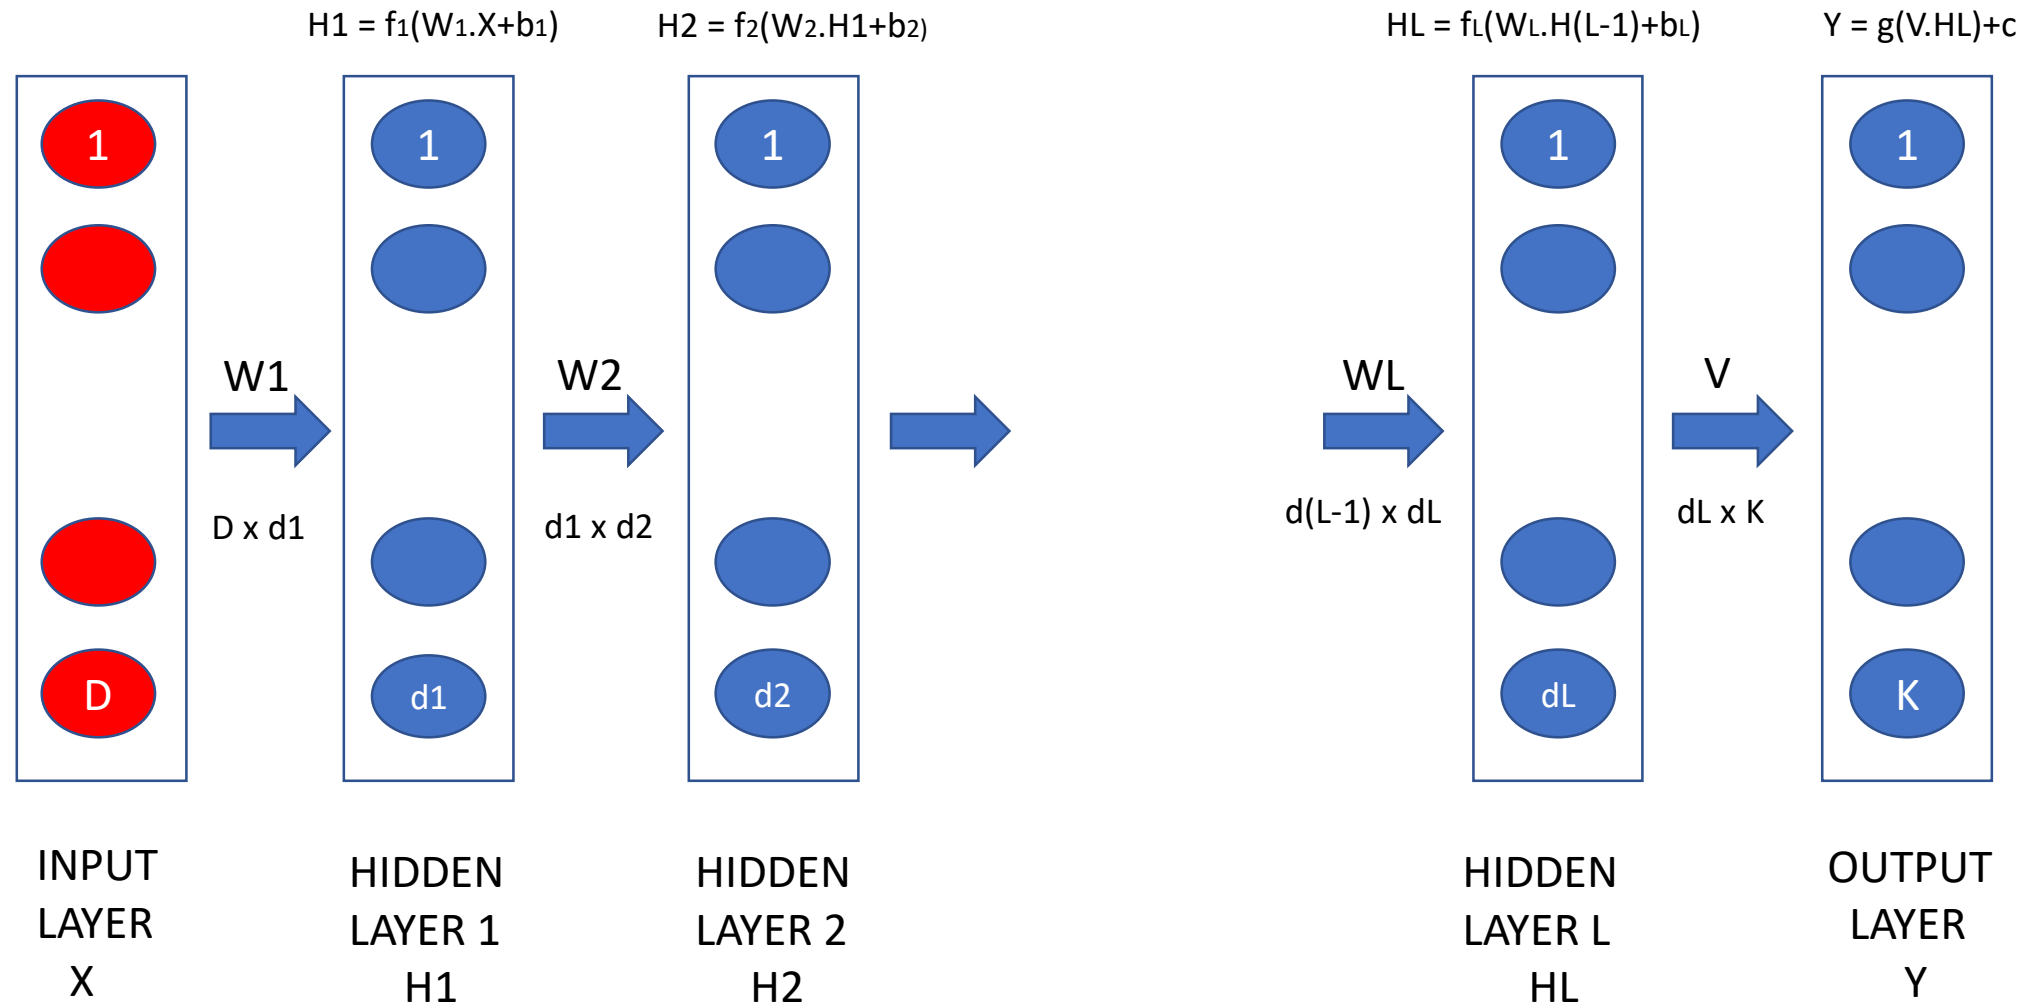 H1 = f1(W1.X+b1)
H2 = f2(W2.H1+b2)
HL = fL(WL.H(L-1)+bL)
Y = g(V.HL)+c
1
1
1
1
1
W1
W2
WL
V
D x d1
d1 x d2
d(L-1) x dL
dL x K
D
d1
d2
dL
K
INPUT
LAYER
X
HIDDEN
LAYER 1
H1
HIDDEN
LAYER 2
H2
HIDDEN
LAYER L
HL
OUTPUT
LAYER
Y